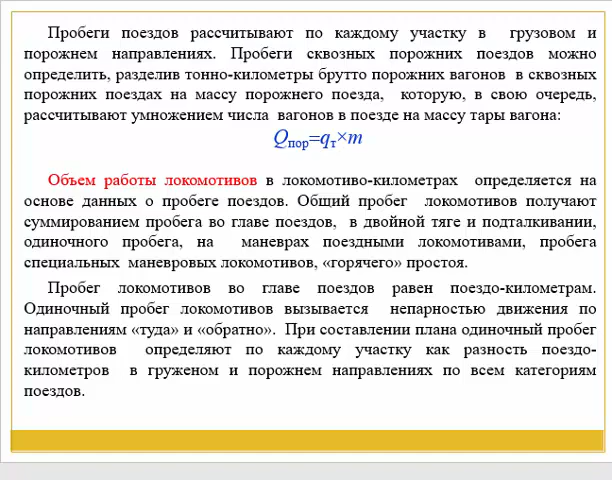 Пробеги поездов рассчитывают по каждому участку в грузовом и
порожнем направлениях. Пробеги сквозных порожних поездов можно
определить, разделив тонно-километры брутто порожних вагонов в сквозных
порожних поездах на массу порожнего поезда, которую, в свою очередь,
рассчитывают умножением числа вагонов в поезде на массу тары вагона:
Qпор=qт×m
Объем работы локомотивов в локомотиво-километрах определяется на
основе данных о пробеге поездов. Общий пробег локомотивов получают
суммированием пробега во главе поездов, в двойной тяге и подталкивании,
одиночного пробега, на маневрах поездными локомотивами, пробега
специальных маневровых локомотивов, «горячего» простоя.
Пробег локомотивов во главе поездов равен поездо-километрам.
Одиночный пробег локомотивов вызывается непарностью движения по
направлениям «туда» и «обратно». При составлении плана одиночный пробег
локомотивов определяют по каждому участку как разность поездо-
километров в груженом и порожнем направлениях по всем категориям
поездов.